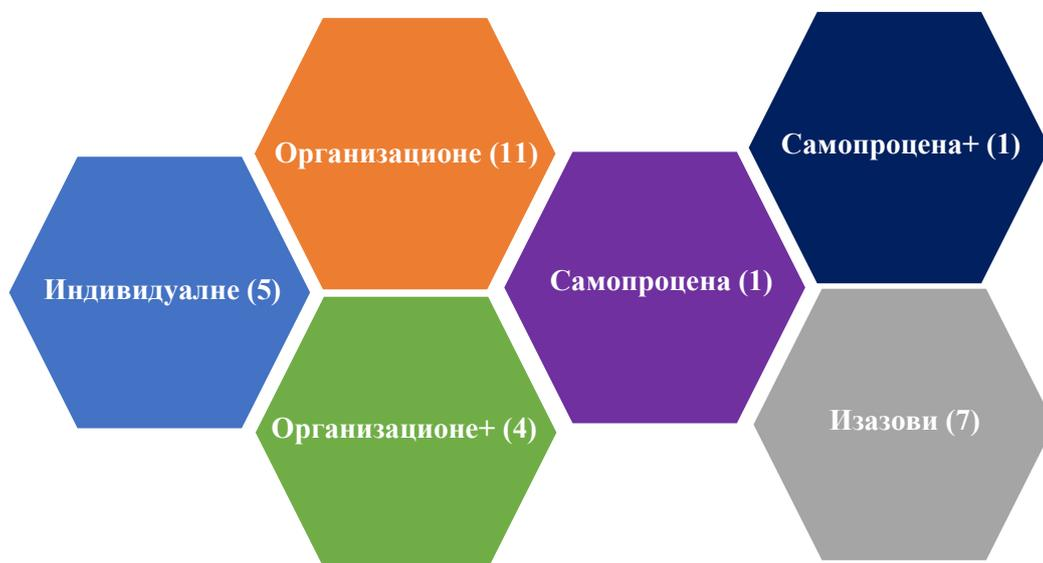 Организационе (11)
Самопроцена+ (1)
Индивидуалне (5)
Самопроцена (1)
Организационе+ (4)
Изазови (7)